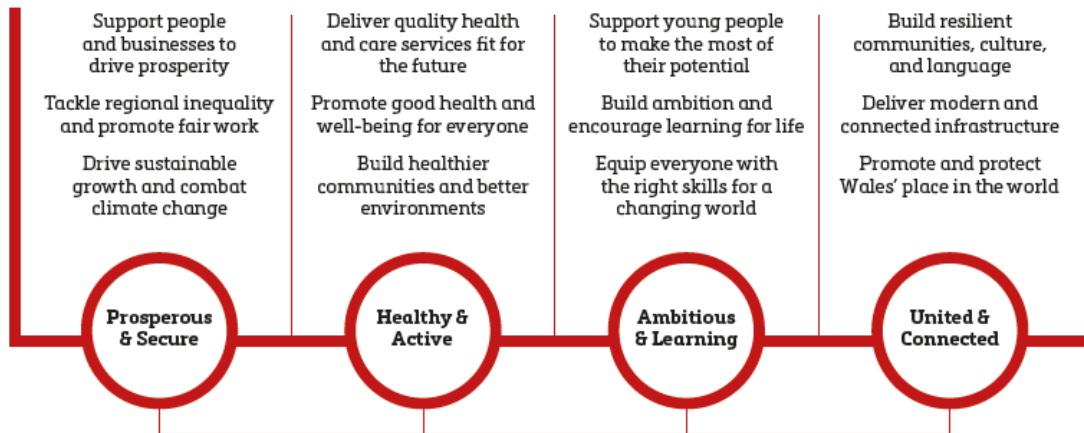 Support people
and businesses to
drive prosperity
Tackle regional inequality
and promote fair work
Drive sustainable
growth and combat
climate change
Prosperous
& Secure
Deliver quality health
and care services fit for
the future
Promote good health and
well-being for everyone
Build healthier
communities and better
environments
Healthy &
Active
Support young people
to make the most of
their potential
Build ambition and
encourage learning for life
Equip everyone with
the right skills for a
changing world
Ambitious
& Learning
Build resilient
communities, culture,
and language
Deliver modern and
connected infrastructure
Promote and protect
Wales’ place in the world
United &
Connected